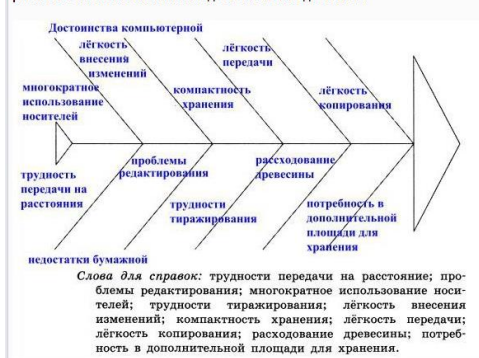 Достоинства компьютерной
лёгкость
внесения
изменений
лёгкость
передачи
многократное
использование
носителей
компактность
хранения
лёгкость
копирования
трудность
передачи на
расстояния
проблемы
редактирования
рассходование
древесины
трудности
тиражирования
потребность в
дополнительной
площади для
хранения
недостатки бумажной
Слова для справок: трудности передачи на расстояние; про-
блемы редактирования; многократное использование носи-
телей; трудности тиражирования; лёгкость внесения
изменений; компактность хранения; лёгкость передачи;
лёгкость копирования; расходование древесины; потреб-
ность в дополнительной площади для хранения.